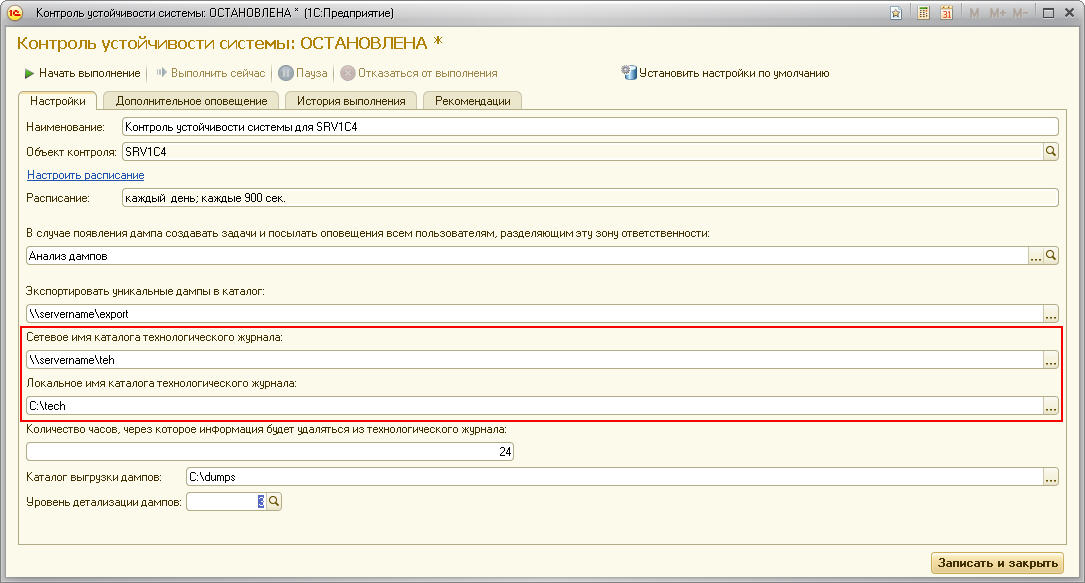 Контроль устойчивости системы: ОСТАНОВЛЕНА * (1С:Предприятие)
M M+ M-
Контроль устойчивости системы: ОСТАНОВЛЕНА *
Начать выполнение Выполнить сейчас Пауза Отказаться от выполнения Установить настройки по умолчанию
Настройки Дополнительное оповещение История выполнения Рекомендации
Наименование: Контроль устойчивости системы для SRV1C4
Объект контроля: SRV1C4
Настроить расписание
Расписание: каждый день; каждые 900 сек.
В случае появления дампа создавать задачи и посылать оповещения всем пользователям, разделяющим эту зону ответственности:
Анализ дампов ...
Экспортировать уникальные дампы в каталог:
\\servername\export ...
Сетевое имя каталога технологического журнала:
\\servername\teh ...
Локальное имя каталога технологического журнала:
C:\tech ...
Количество часов, через которое информация будет удаляться из технологического журнала:
24
Каталог выгрузки дампов: C:\dumps ...
Уровень детализации дампов: 3
Записать и закрыть